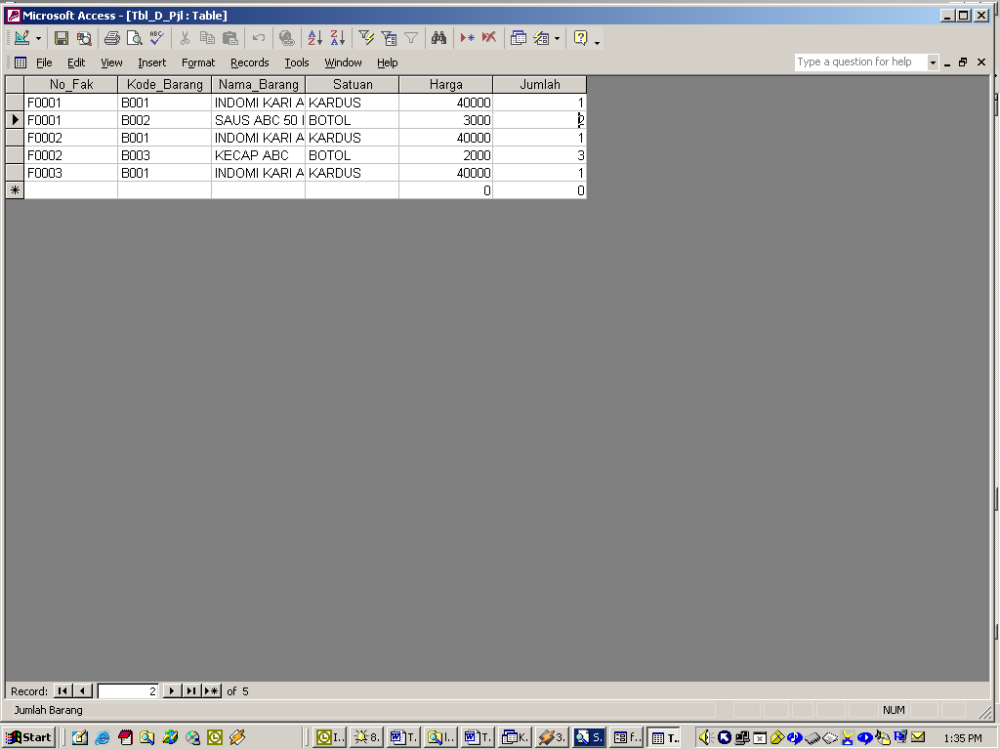 Microsoft Access - [Tbl_D_Pjl : Table]
File Edit View Insert Format Records Tools Window Help Type a question for help
No_Fak Kode_Barang Nama_Barang Satuan Harga Jumlah
F0001 B001 INDOMI KARI A KARDUS 40000 1
F0001 B002 SAUS ABC 50 BOTOL 3000 2
F0002 B001 INDOMI KARI A KARDUS 40000 1
F0002 B003 KECAP ABC BOTOL 2000 3
F0003 B001 INDOMI KARI A KARDUS 40000 1
0 0
Record: 2 of 5
Jumlah Barang NUM
Start I.. 8. T. I.. T. K. 3. S. f.. T.. 1:35 PM